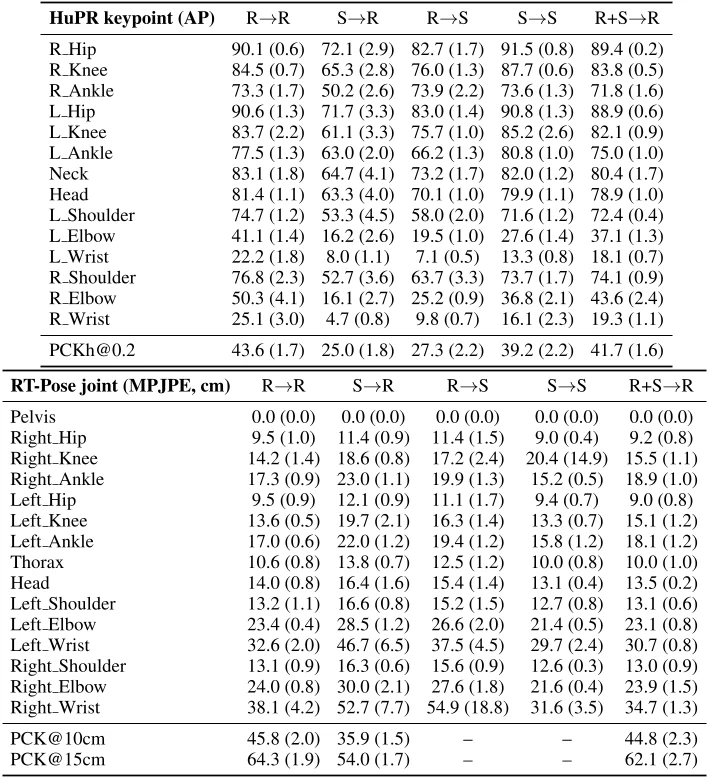 HuPR keypoint (AP) R→R S→R R→S S→S R+S→R
R_Hip 90.1 (0.6) 72.1 (2.9) 82.7 (1.7) 91.5 (0.8) 89.4 (0.2)
R_Knee 84.5 (0.7) 65.3 (2.8) 76.0 (1.3) 87.7 (0.6) 83.8 (0.5)
R_Ankle 73.3 (1.7) 50.2 (2.6) 73.9 (2.2) 73.6 (1.3) 71.8 (1.6)
L_Hip 90.6 (1.3) 71.7 (3.3) 83.0 (1.4) 90.8 (1.3) 88.9 (0.6)
L_Knee 83.7 (2.2) 61.1 (3.3) 75.7 (1.0) 85.2 (2.6) 82.1 (0.9)
L_Ankle 77.5 (1.3) 63.0 (2.0) 66.2 (1.3) 80.8 (1.0) 75.0 (1.0)
Neck 83.1 (1.8) 64.7 (4.1) 73.2 (1.7) 82.0 (1.2) 80.4 (1.7)
Head 81.4 (1.1) 63.3 (4.0) 70.1 (1.0) 79.9 (1.1) 78.9 (1.0)
L_Shoulder 74.7 (1.2) 53.3 (4.5) 58.0 (2.0) 71.6 (1.2) 72.4 (0.4)
L_Elbow 41.1 (1.4) 16.2 (2.6) 19.5 (1.0) 27.6 (1.4) 37.1 (1.3)
L_Wrist 22.2 (1.8) 8.0 (1.1) 7.1 (0.5) 13.3 (0.8) 18.1 (0.7)
R_Shoulder 76.8 (2.3) 52.7 (3.6) 63.7 (3.3) 73.7 (1.7) 74.1 (0.9)
R_Elbow 50.3 (4.1) 16.1 (2.7) 25.2 (0.9) 36.8 (2.1) 43.6 (2.4)
R_Wrist 25.1 (3.0) 4.7 (0.8) 9.8 (0.7) 16.1 (2.3) 19.3 (1.1)
PCKh@0.2 43.6 (1.7) 25.0 (1.8) 27.3 (2.2) 39.2 (2.2) 41.7 (1.6)
RT-Pose joint (MPJPE, cm) R→R S→R R→S S→S R+S→R
Pelvis 0.0 (0.0) 0.0 (0.0) 0.0 (0.0) 0.0 (0.0) 0.0 (0.0)
Right_Hip 9.5 (1.0) 11.4 (0.9) 11.4 (1.5) 9.0 (0.4) 9.2 (0.8)
Right_Knee 14.2 (1.4) 18.6 (0.8) 17.2 (2.4) 20.4 (14.9) 15.5 (1.1)
Right_Ankle 17.3 (0.9) 23.0 (1.1) 19.9 (1.3) 15.2 (0.5) 18.9 (1.0)
Left_Hip 9.5 (0.9) 12.1 (0.9) 11.1 (1.7) 9.4 (0.7) 9.0 (0.8)
Left_Knee 13.6 (0.5) 19.7 (2.1) 16.3 (1.4) 13.3 (0.7) 15.1 (1.2)
Left_Ankle 17.0 (0.6) 22.0 (1.2) 19.4 (1.2) 15.8 (1.2) 18.1 (1.2)
Thorax 10.6 (0.8) 13.8 (0.7) 12.5 (1.2) 10.0 (0.8) 10.0 (1.0)
Head 14.0 (0.8) 16.4 (1.6) 15.4 (1.4) 13.1 (0.4) 13.5 (0.2)
Left_Shoulder 13.2 (1.1) 16.6 (0.8) 15.2 (1.5) 12.7 (0.8) 13.1 (0.6)
Left_Elbow 23.4 (0.4) 28.5 (1.2) 26.6 (2.0) 21.4 (0.5) 23.1 (0.8)
Left_Wrist 32.6 (2.0) 46.7 (6.5) 37.5 (4.5) 29.7 (2.4) 30.7 (0.8)
Right_Shoulder 13.1 (0.9) 16.3 (0.6) 15.6 (0.9) 12.6 (0.3) 13.0 (0.9)
Right_Elbow 24.0 (0.8) 30.0 (2.1) 27.6 (1.8) 21.6 (0.4) 23.9 (1.5)
Right_Wrist 38.1 (4.2) 52.7 (7.7) 54.9 (18.8) 31.6 (3.5) 34.7 (1.3)
PCK@10cm 45.8 (2.0) 35.9 (1.5) – – 44.8 (2.3)
PCK@15cm 64.3 (1.9) 54.0 (1.7) – – 62.1 (2.7)